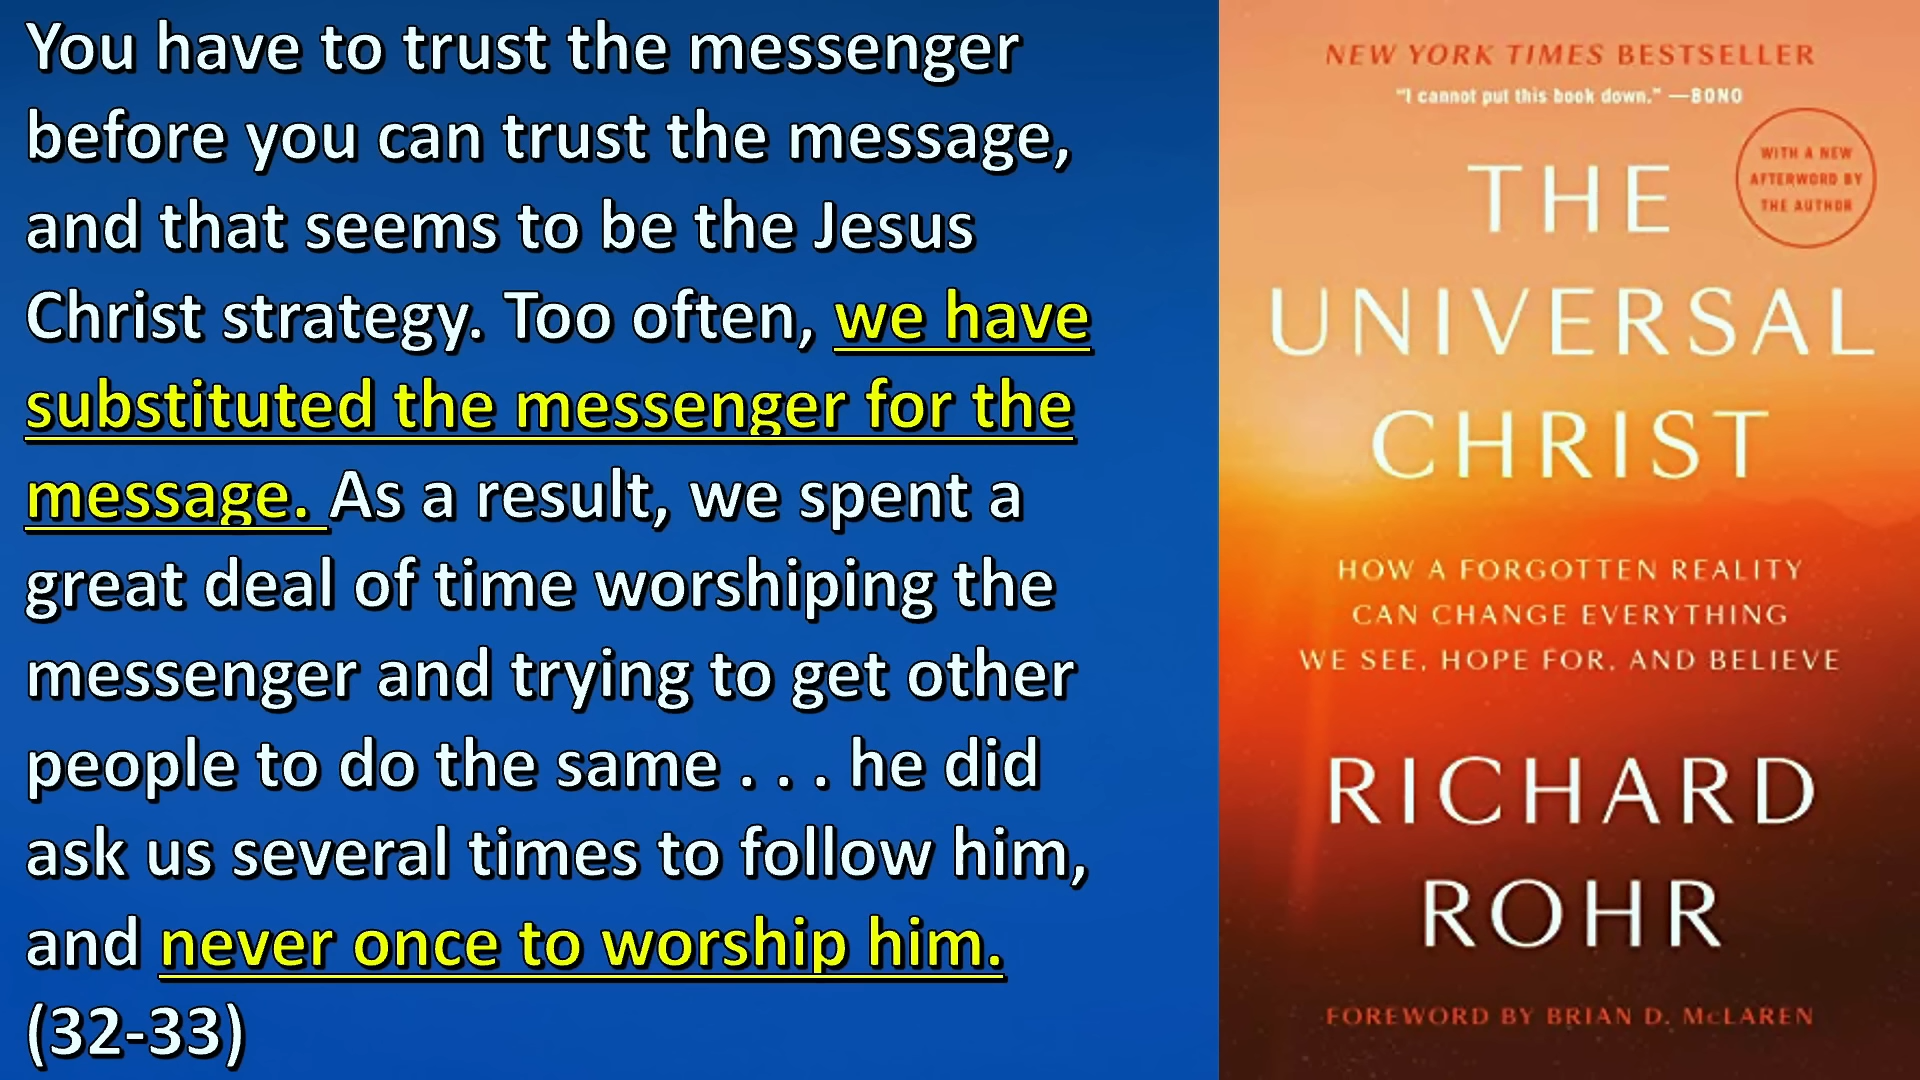 You have to trust the messenger
before you can trust the message,
and that seems to be the Jesus
Christ strategy. Too often, we have
substituted the messenger for the
message. As a result, we spent a
great deal of time worshiping the
messenger and trying to get other
people to do the same . . . he did
ask us several times to follow him,
and never once to worship him.
(32-33)
NEW YORK TIMES BESTSELLER
"I cannot put this book down." —BONO
WITH A NEW
AFTERWORD BY
THE AUTHOR
THE
UNIVERSAL
CHRIST
HOW A FORGOTTEN REALITY
CAN CHANGE EVERYTHING
WE SEE, HOPE FOR, AND BELIEVE
RICHARD
ROHR
FOREWORD BY BRIAN D. McLAREN